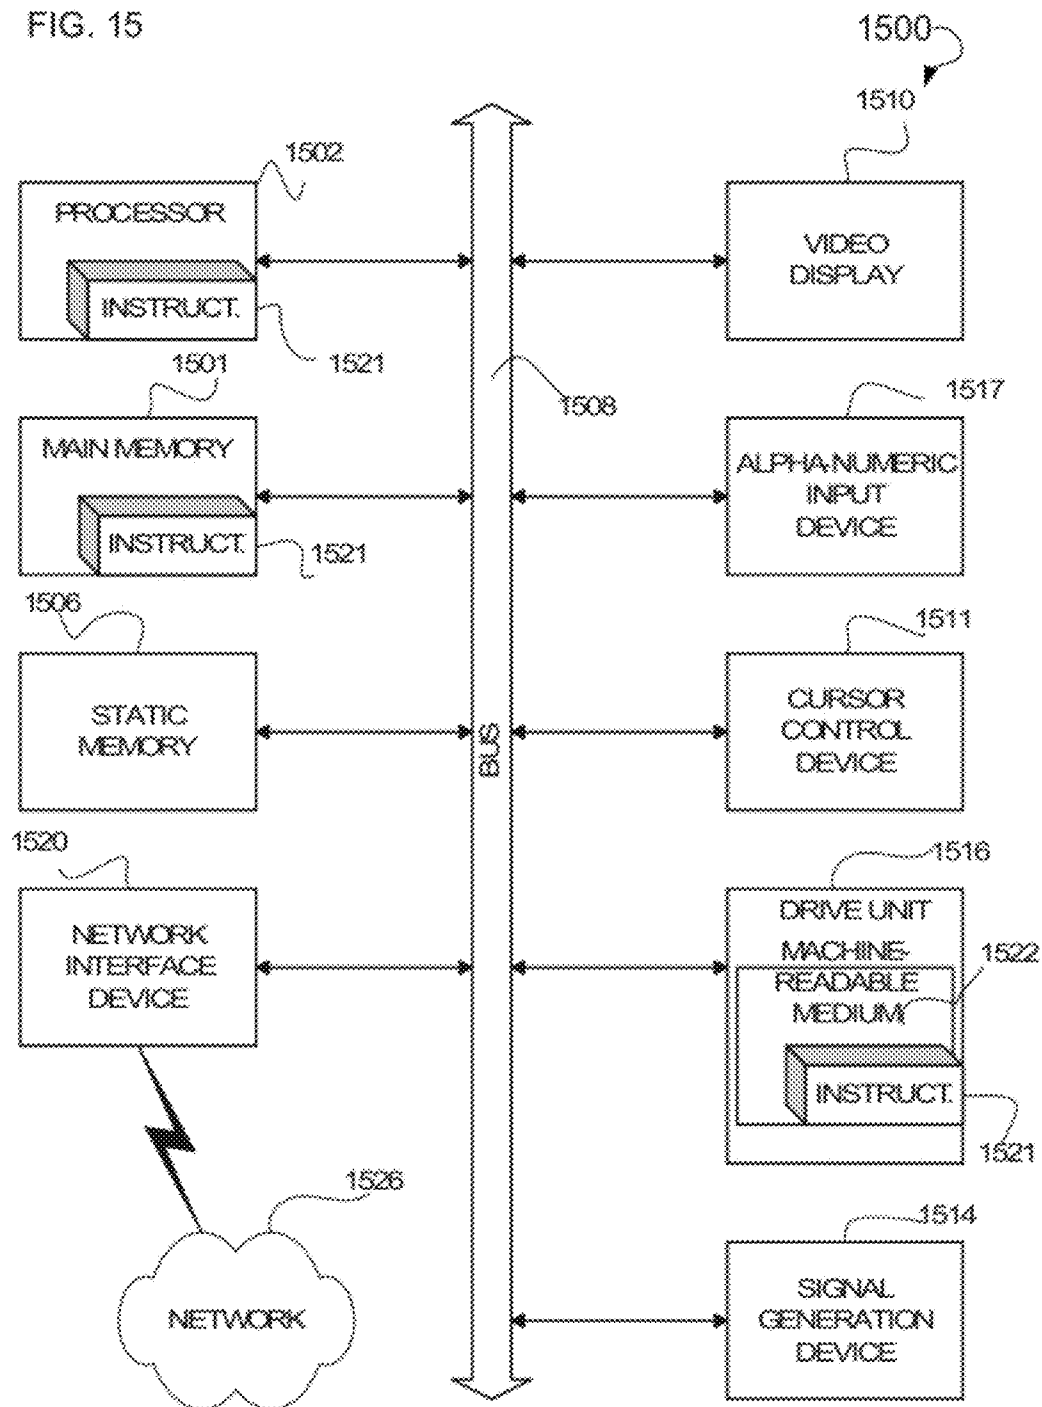 FIG. 15
1500
1510
1502
PROCESSOR
VIDEO
DISPLAY
INSTRUCT.
1521
1501
1508
1517
MAIN MEMORY
ALPHA-NUMERIC
INPUT
DEVICE
INSTRUCT.
1521
1506
1511
STATIC
MEMORY
CURSOR
CONTROL
DEVICE
BUS
1520
1516
NETWORK
INTERFACE
DEVICE
DRIVE UNIT
MACHINE-
READABLE
MEDIUM
1522
INSTRUCT.
1521
1526
1514
NETWORK
SIGNAL
GENERATION
DEVICE